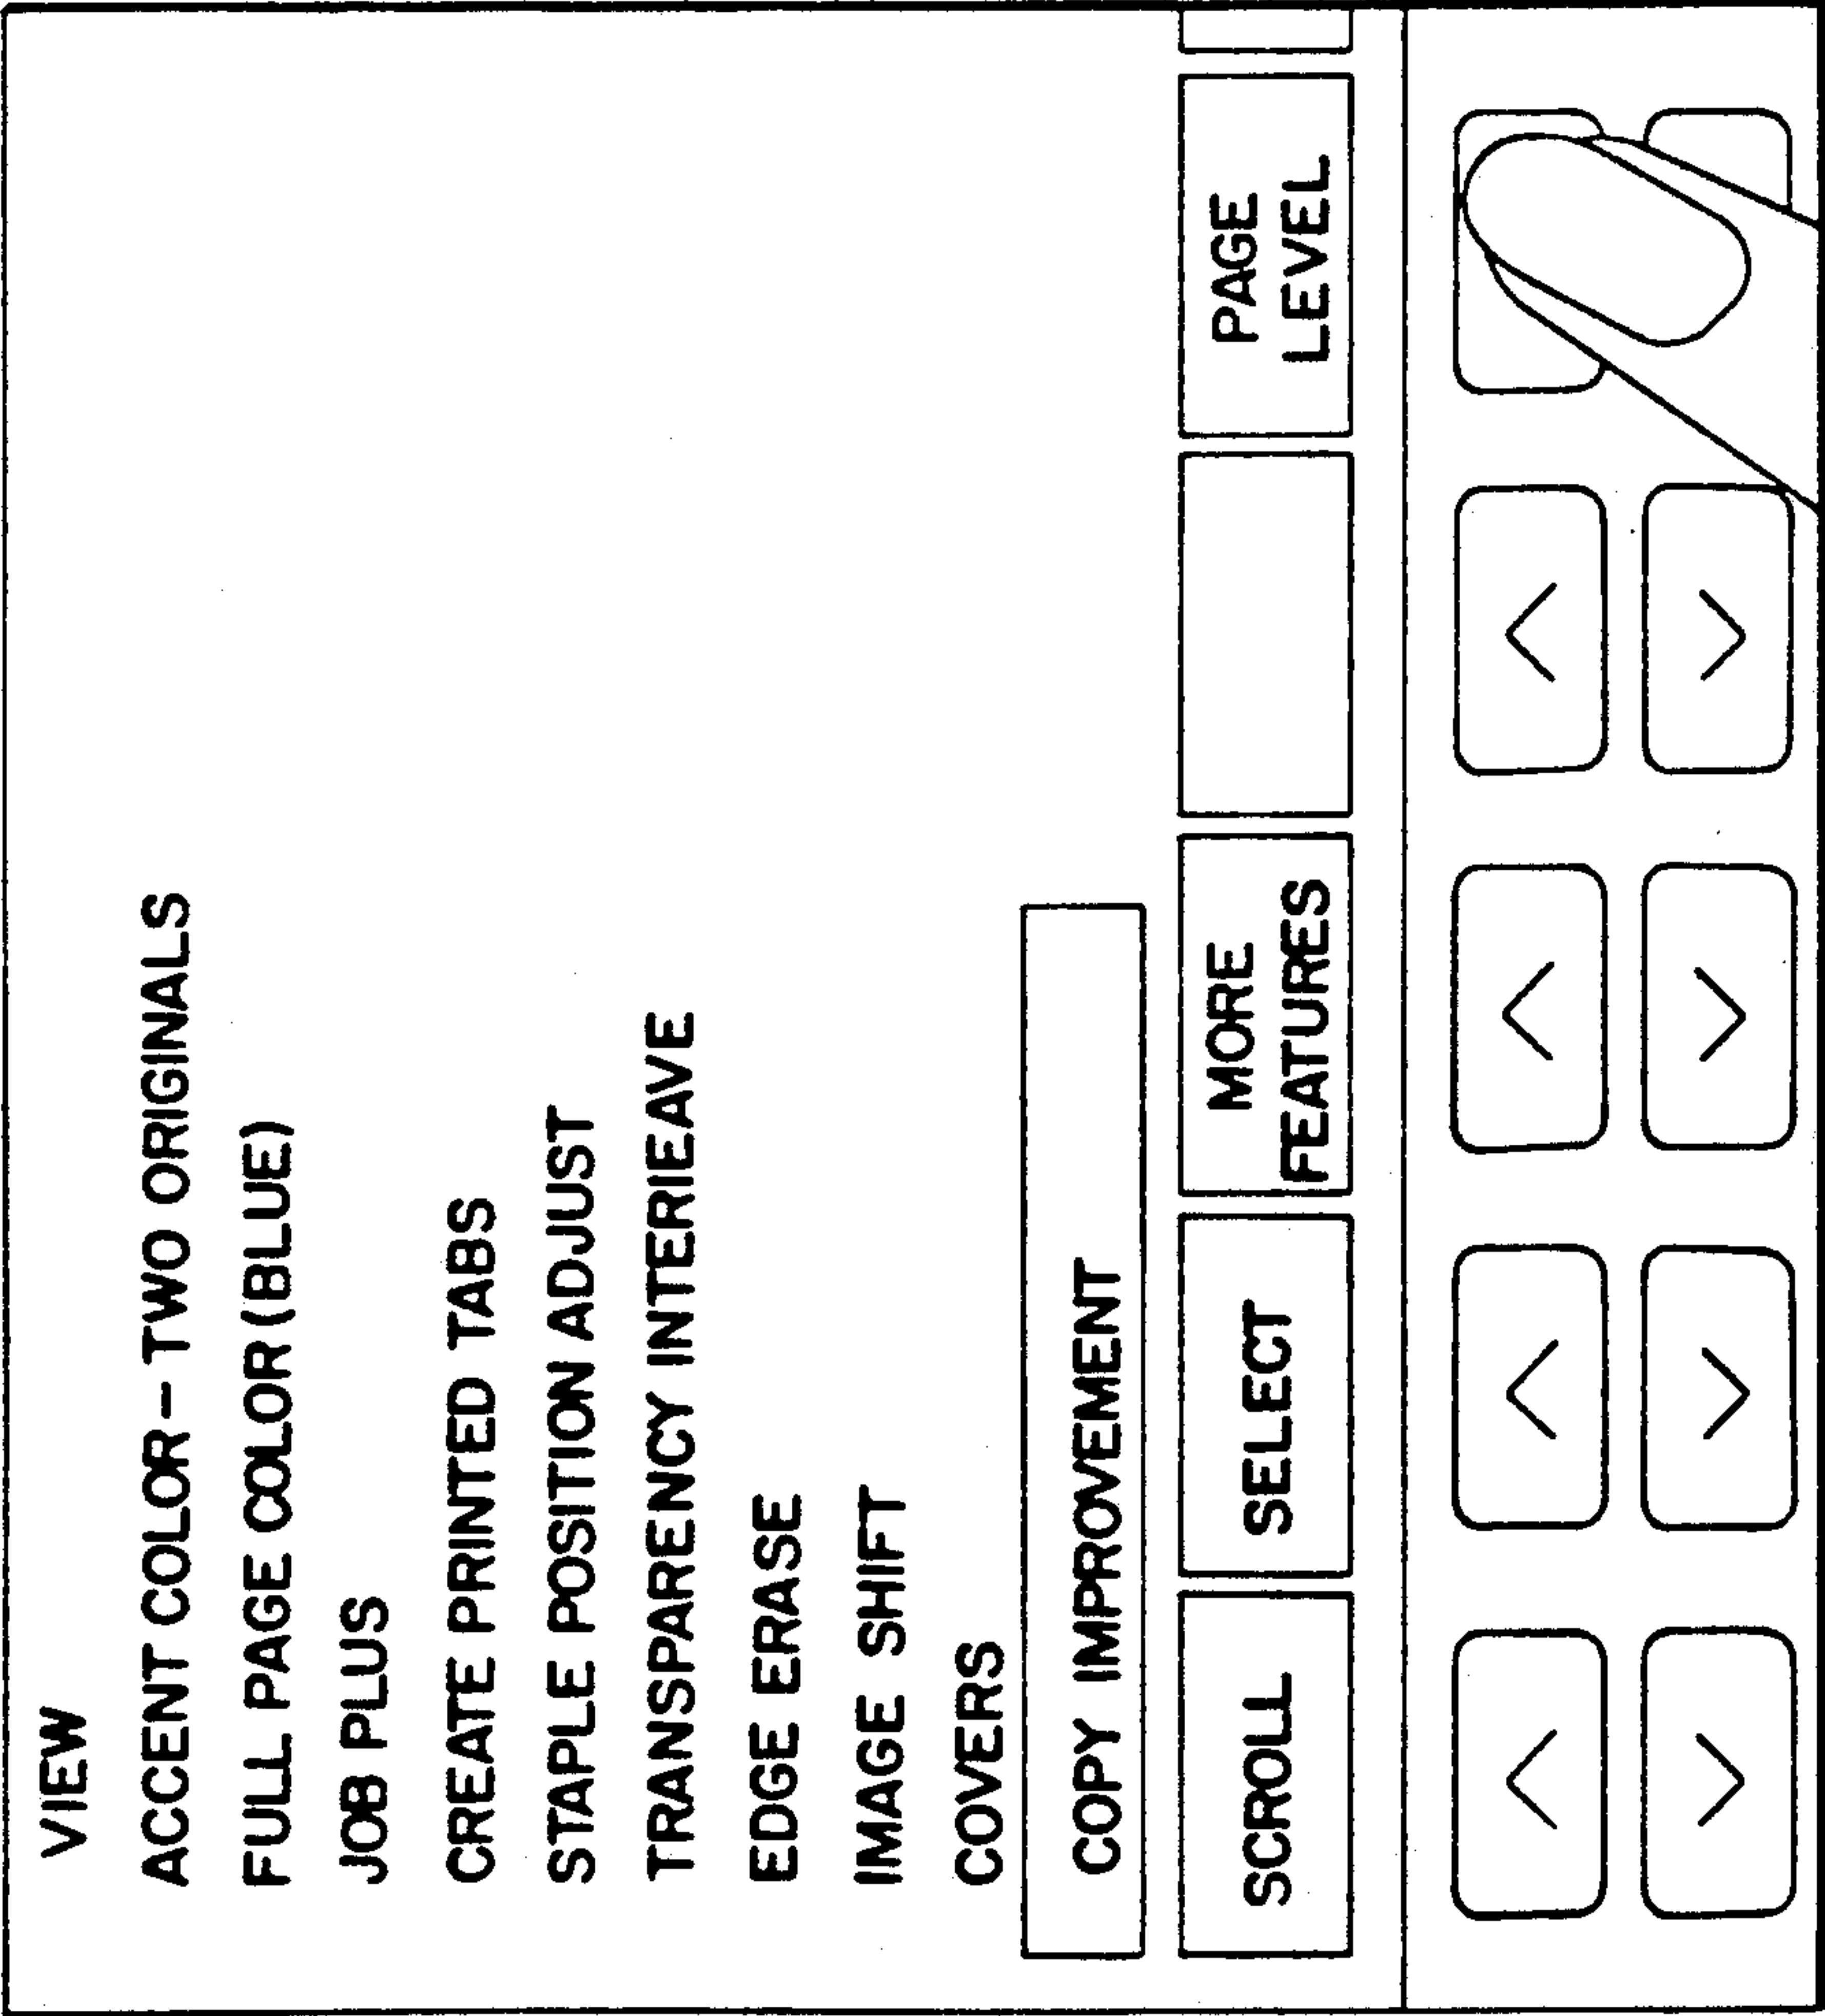 VIEW
ACCENT COLOR - TWO ORIGINALS
FULL PAGE COLOR (BLUE)
JOB PLUS
CREATE PRINTED TABS
STAPLE POSITION ADJUST
TRANSPARENCY INTERIEAVE
EDGE ERASE
IMAGE SHIFT
COVERS
COPY IMPROVEMENT
SCROLL
SELECT
MORE
FEATURES
PAGE
LEVEL